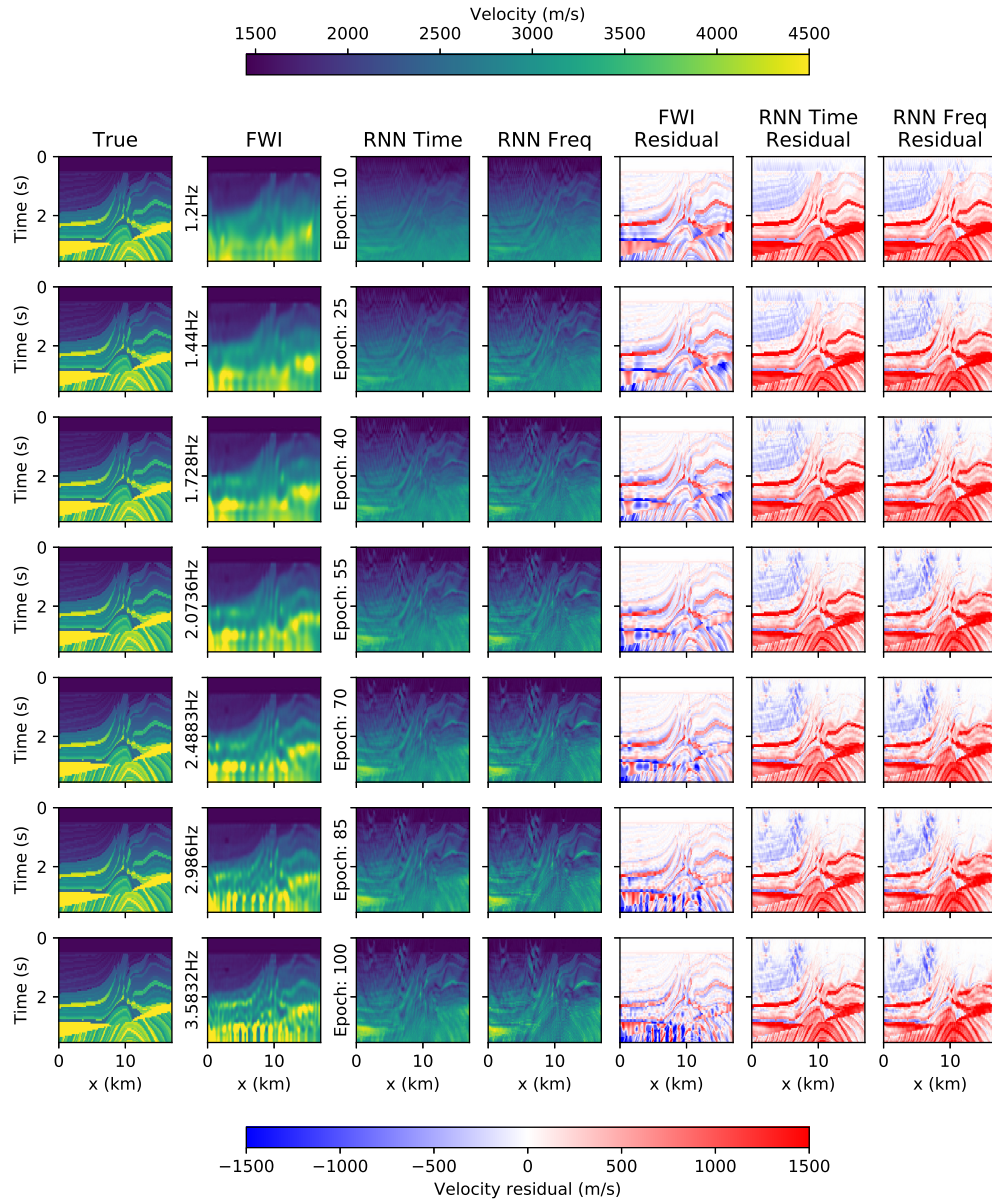 Velocity (m/s)
1500 2000 2500 3000 3500 4000 4500
True FWI RNN Time RNN Freq FWI Residual RNN Time Residual RNN Freq Residual
0
Time (s) 2 1.2Hz Epoch: 10
0
Time (s) 2 1.44Hz Epoch: 25
0
Time (s) 2 1.728Hz Epoch: 40
0
Time (s) 2 2.0736Hz Epoch: 55
0
Time (s) 2 2.4883Hz Epoch: 70
0
Time (s) 2 2.986Hz Epoch: 85
0
Time (s) 2 3.5832Hz Epoch: 100
0 10 0 10 0 10 0 10 0 10 0 10 0 10
x (km) x (km) x (km) x (km) x (km) x (km) x (km)
−1500 −1000 −500 0 500 1000 1500
Velocity residual (m/s)